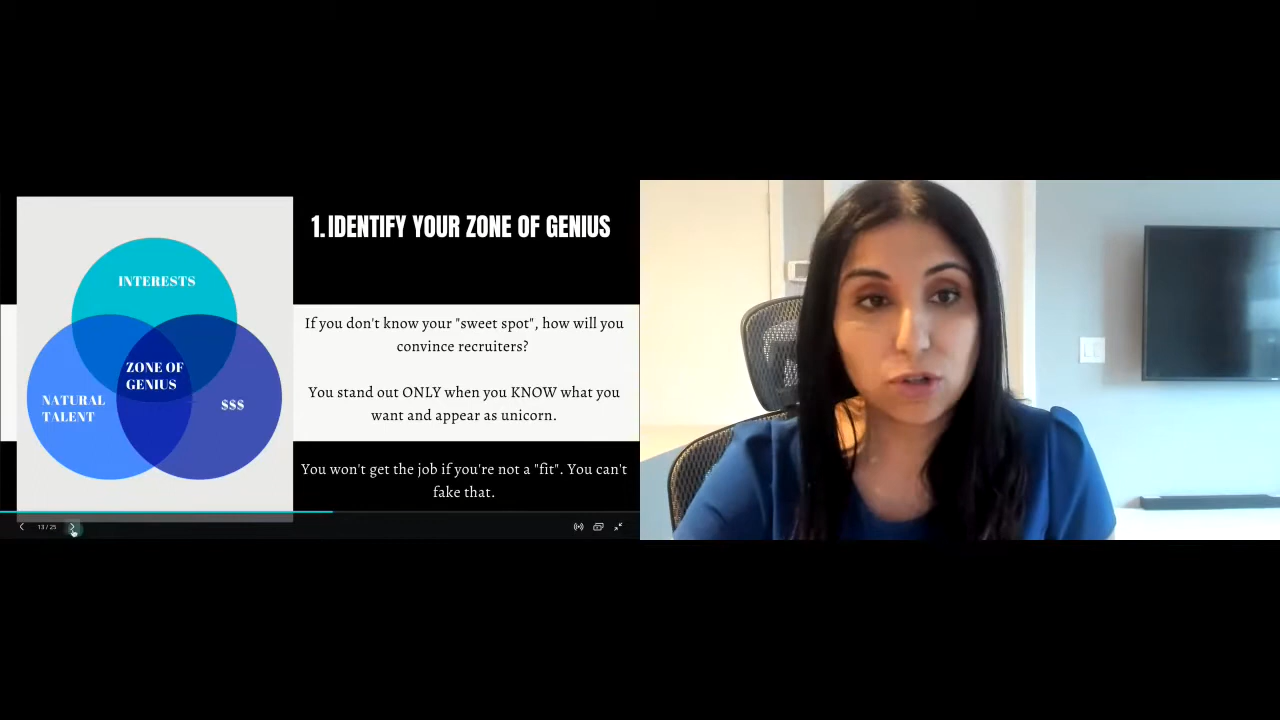 1. IDENTIFY YOUR ZONE OF GENIUS
INTERESTS
ZONE OF
GENIUS
NATURAL
TALENT
$$$
If you don't know your "sweet spot", how will you
convince recruiters?
You stand out ONLY when you KNOW what you
want and appear as unicorn.
You won't get the job if you're not a "fit". You can't
fake that.
13 / 25